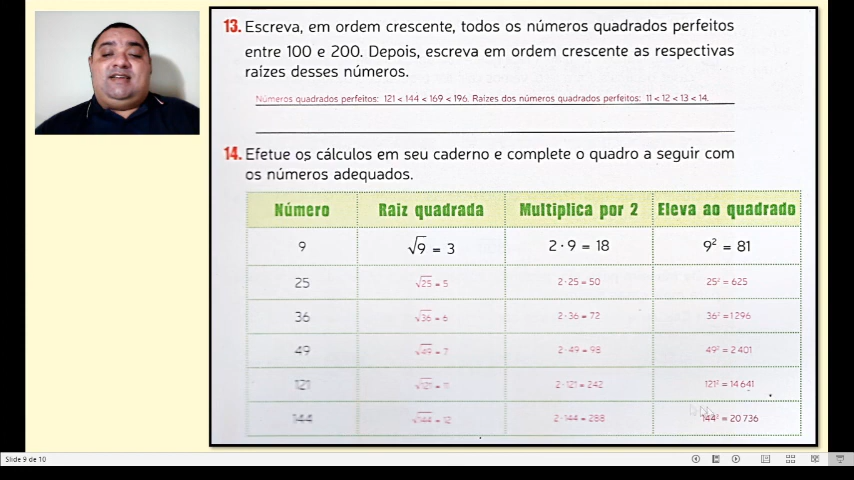 13. Escreva, em ordem crescente, todos os números quadrados perfeitos
entre 100 e 200. Depois, escreva em ordem crescente as respectivas
raízes desses números.
Números quadrados perfeitos: 121 < 144 < 169 < 196. Raízes dos números quadrados perfeitos: 11 < 12 < 13 < 14.
14. Efetue os cálculos em seu caderno e complete o quadro a seguir com
os números adequados.
Número Raiz quadrada Multiplica por 2 Eleva ao quadrado
9 √9 = 3 2 · 9 = 18 9² = 81
25 √25 = 5 2 · 25 = 50 25² = 625
36 √36 = 6 2 · 36 = 72 36² = 1 296
49 √49 = 7 2 · 49 = 98 49² = 2 401
121 √121 = 11 2 · 121 = 242 121² = 14 641
144 √144 = 12 2 · 144 = 288 144² = 20 736
Slide 9 de 10